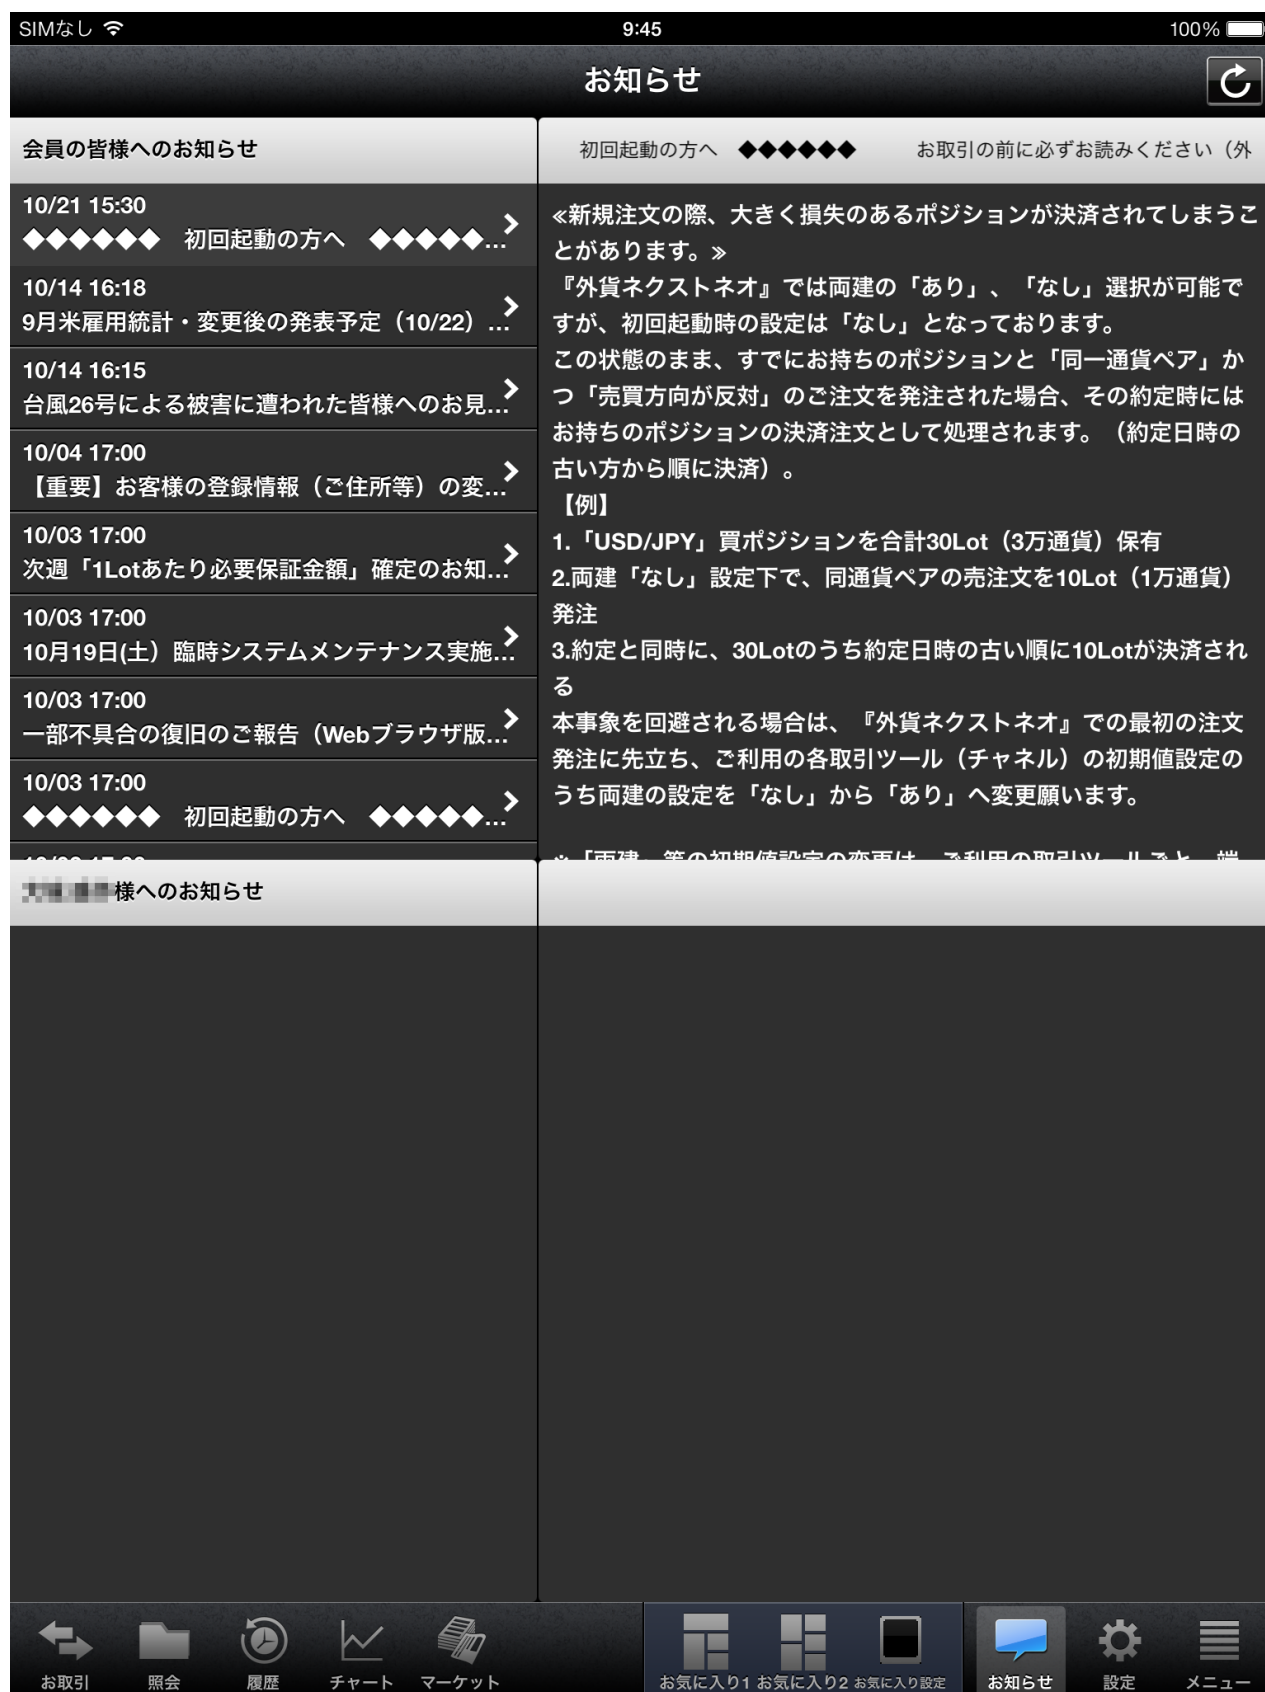 SIMなし 9:45 100%
お知らせ
会員の皆様へのお知らせ
10/21 15:30
◆◆◆◆◆◆ 初回起動の方へ ◆◆◆◆◆...
10/14 16:18
9月米雇用統計・変更後の発表予定（10/22）...
10/14 16:15
台風26号による被害に遭われた皆様へのお見...
10/04 17:00
【重要】お客様の登録情報（ご住所等）の変...
10/03 17:00
次週「1Lotあたり必要保証金額」確定のお知...
10/03 17:00
10月19日(土）臨時システムメンテナンス実施...
10/03 17:00
一部不具合の復旧のご報告（Webブラウザ版...
10/03 17:00
◆◆◆◆◆◆ 初回起動の方へ ◆◆◆◆◆...
初回起動の方へ ◆◆◆◆◆◆ お取引の前に必ずお読みください（外
≪新規注文の際、大きく損失のあるポジションが決済されてしまうこ
とがあります。≫
『外貨ネクストネオ』では両建の「あり」、「なし」選択が可能で
すが、初回起動時の設定は「なし」となっております。
この状態のまま、すでにお持ちのポジションと「同一通貨ペア」か
つ「売買方向が反対」のご注文を発注された場合、その約定時には
お持ちのポジションの決済注文として処理されます。（約定日時の
古い方から順に決済）。
【例】
1.「USD/JPY」買ポジションを合計30Lot（3万通貨）保有
2.両建「なし」設定下で、同通貨ペアの売注文を10Lot（1万通貨）
発注
3.約定と同時に、30Lotのうち約定日時の古い順に10Lotが決済され
る
本事象を回避される場合は、『外貨ネクストネオ』での最初の注文
発注に先立ち、ご利用の各取引ツール（チャネル）の初期値設定の
うち両建の設定を「なし」から「あり」へ変更願います。
※「両建」等の初期値設定の変更は、ご利用の取引ツールごと、端
様へのお知らせ
お取引 照会 履歴 チャート マーケット お気に入り1 お気に入り2 お気に入り設定 お知らせ 設定 メニュー